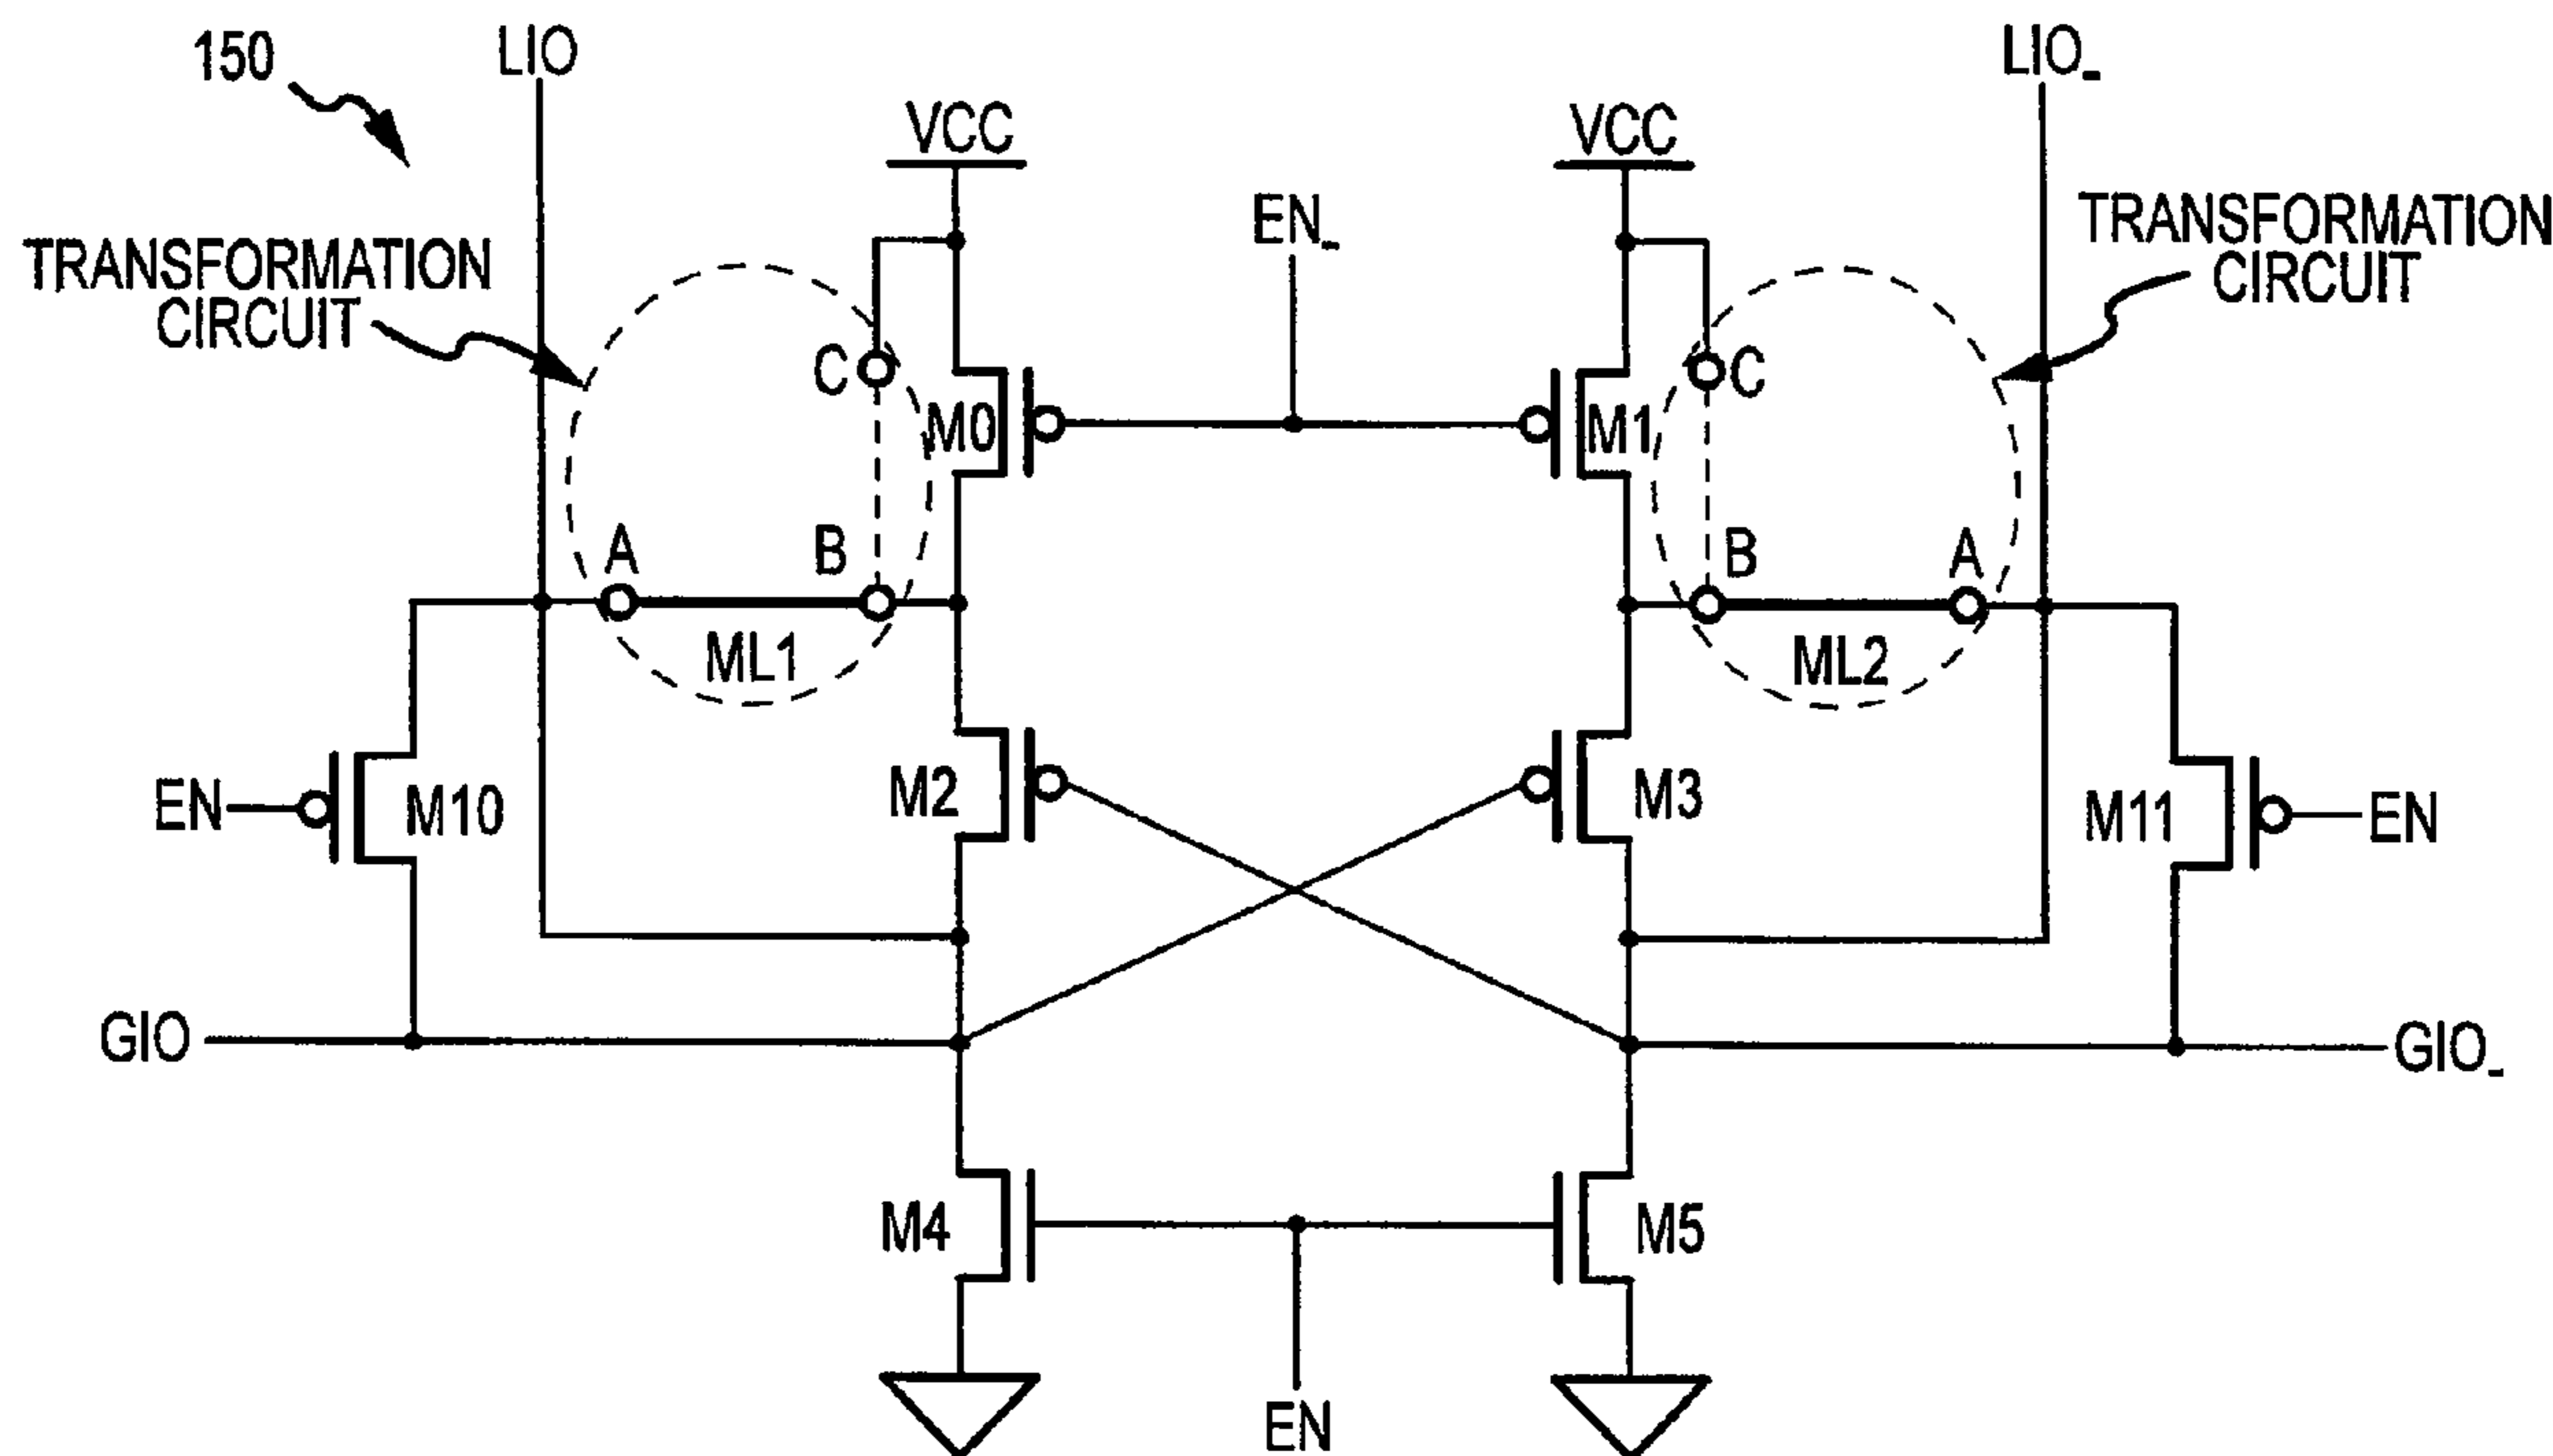 150
LIO
LIO_
VCC
VCC
EN_
TRANSFORMATION
CIRCUIT
TRANSFORMATION
CIRCUIT
C
M0
M1
C
A
B
B
A
ML1
ML2
EN
M10
M2
M3
M11
EN
GIO
GIO_
M4
M5
EN